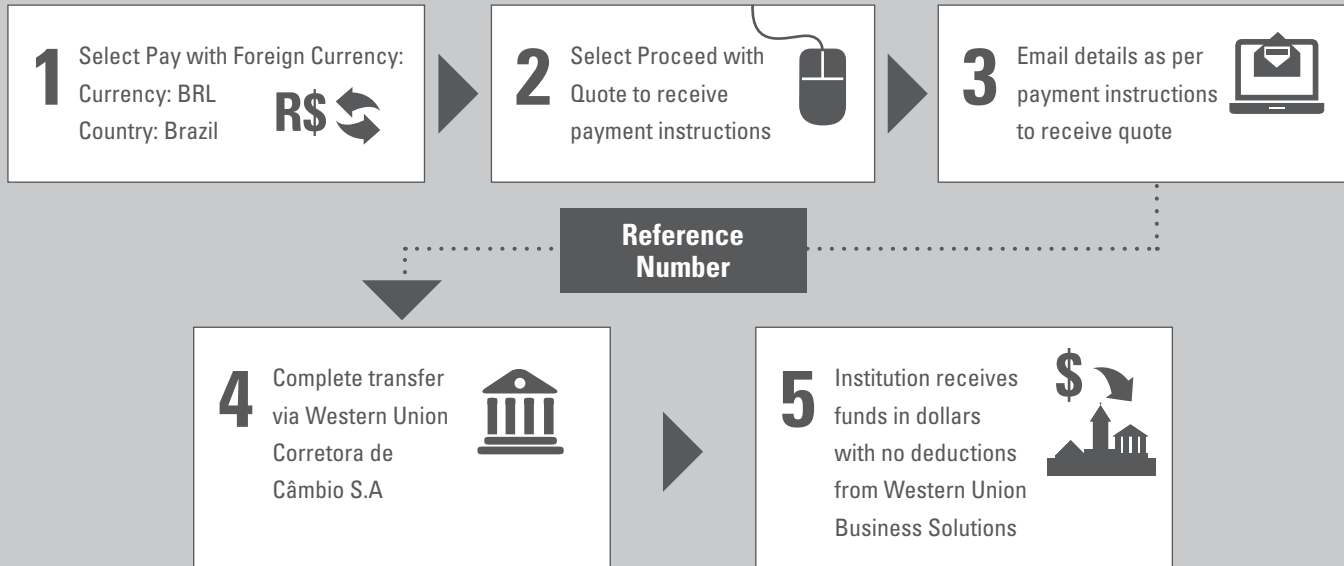 1
Select Pay with Foreign Currency:
Currency: BRL
Country: Brazil
R$
2
Select Proceed with
Quote to receive
payment instructions
3
Email details as per
payment instructions
to receive quote
Reference
Number
4
Complete transfer
via Western Union
Corretora de
Câmbio S.A
5
Institution receives
funds in dollars
with no deductions
from Western Union
Business Solutions
$